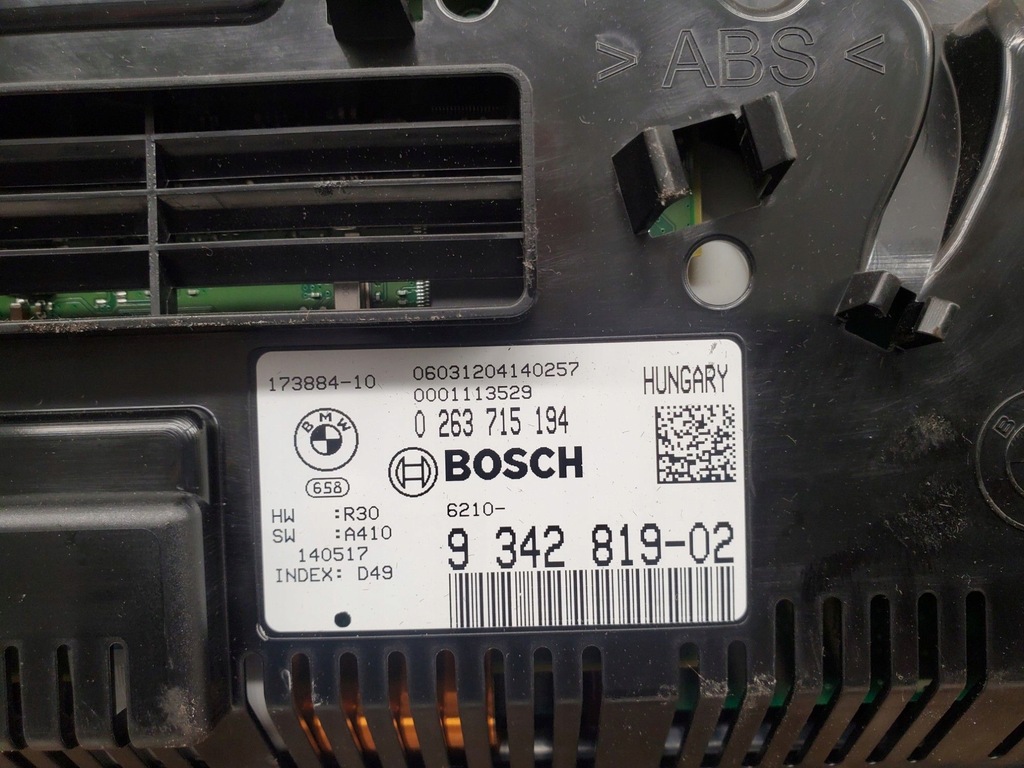 > ABS <
173884-10
06031204140257
0001113529
HUNGARY
0 263 715 194
BMW
658
BOSCH
HW :R30
SW :A410
140517
INDEX: D49
6210-
9 342 819-02
B